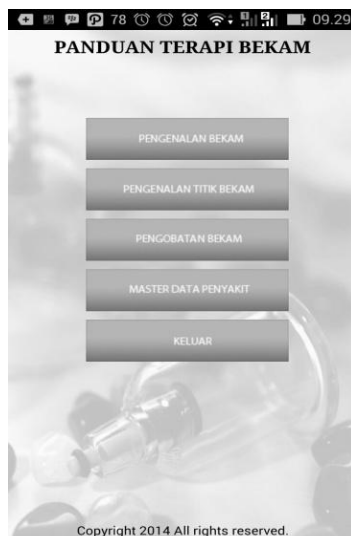 78 09.29
PANDUAN TERAPI BEKAM
PENGENALAN BEKAM
PENGENALAN TITIK BEKAM
PENGOBATAN BEKAM
MASTER DATA PENYAKIT
KELUAR
Copyright 2014 All rights reserved.